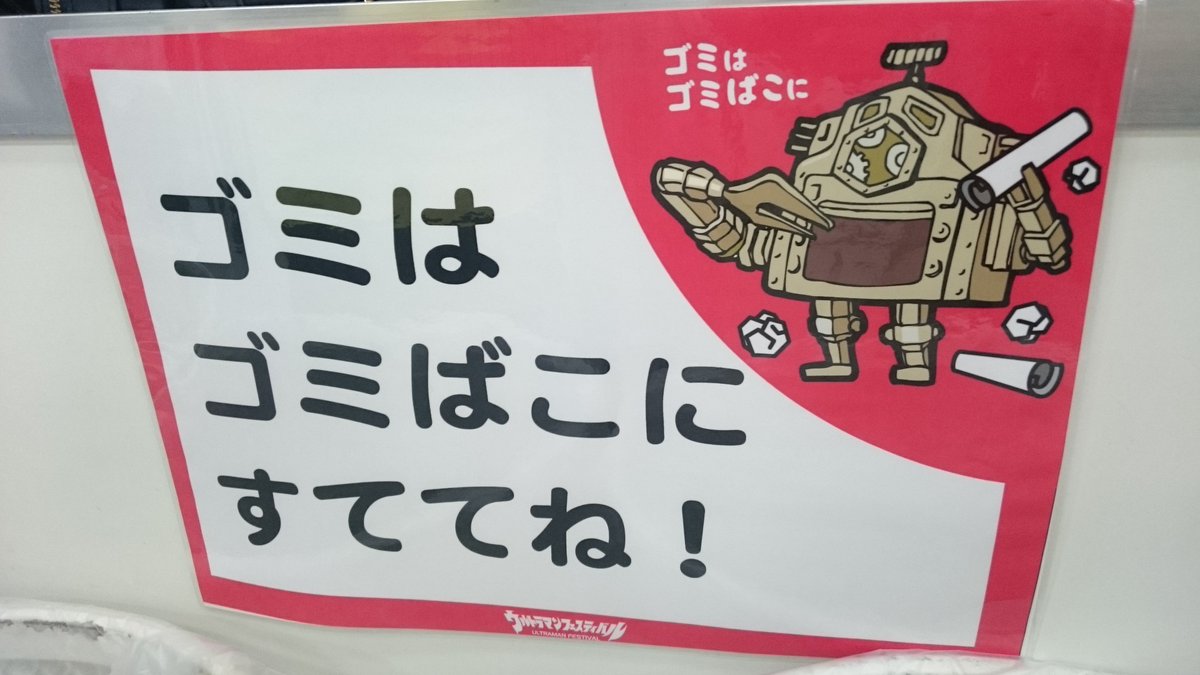 ゴミは
ゴミばこに
ゴミは
ゴミばこに
すててね！
ウルトラマンフェスティバル
ULTRAMAN FESTIVAL